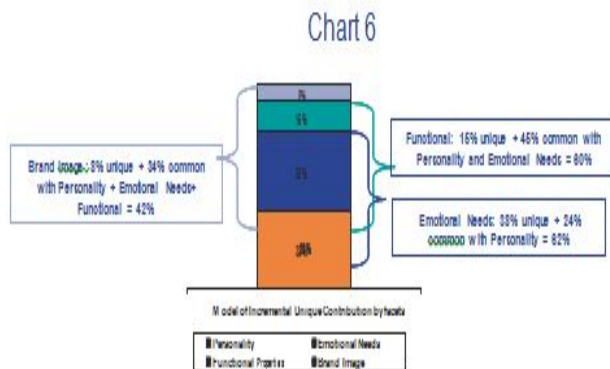 Chart 6
Brand Image: 8% unique + 34% common
with Personality + Emotional Needs+
Functional = 42%
Functional: 15% unique + 45% common with
Personality and Emotional Needs = 60%
Emotional Needs: 38% unique + 24%
common with Personality = 62%
Model of Incremental Unique Contribution by facets
Personality
Emotional Needs
Functional
Brand Image